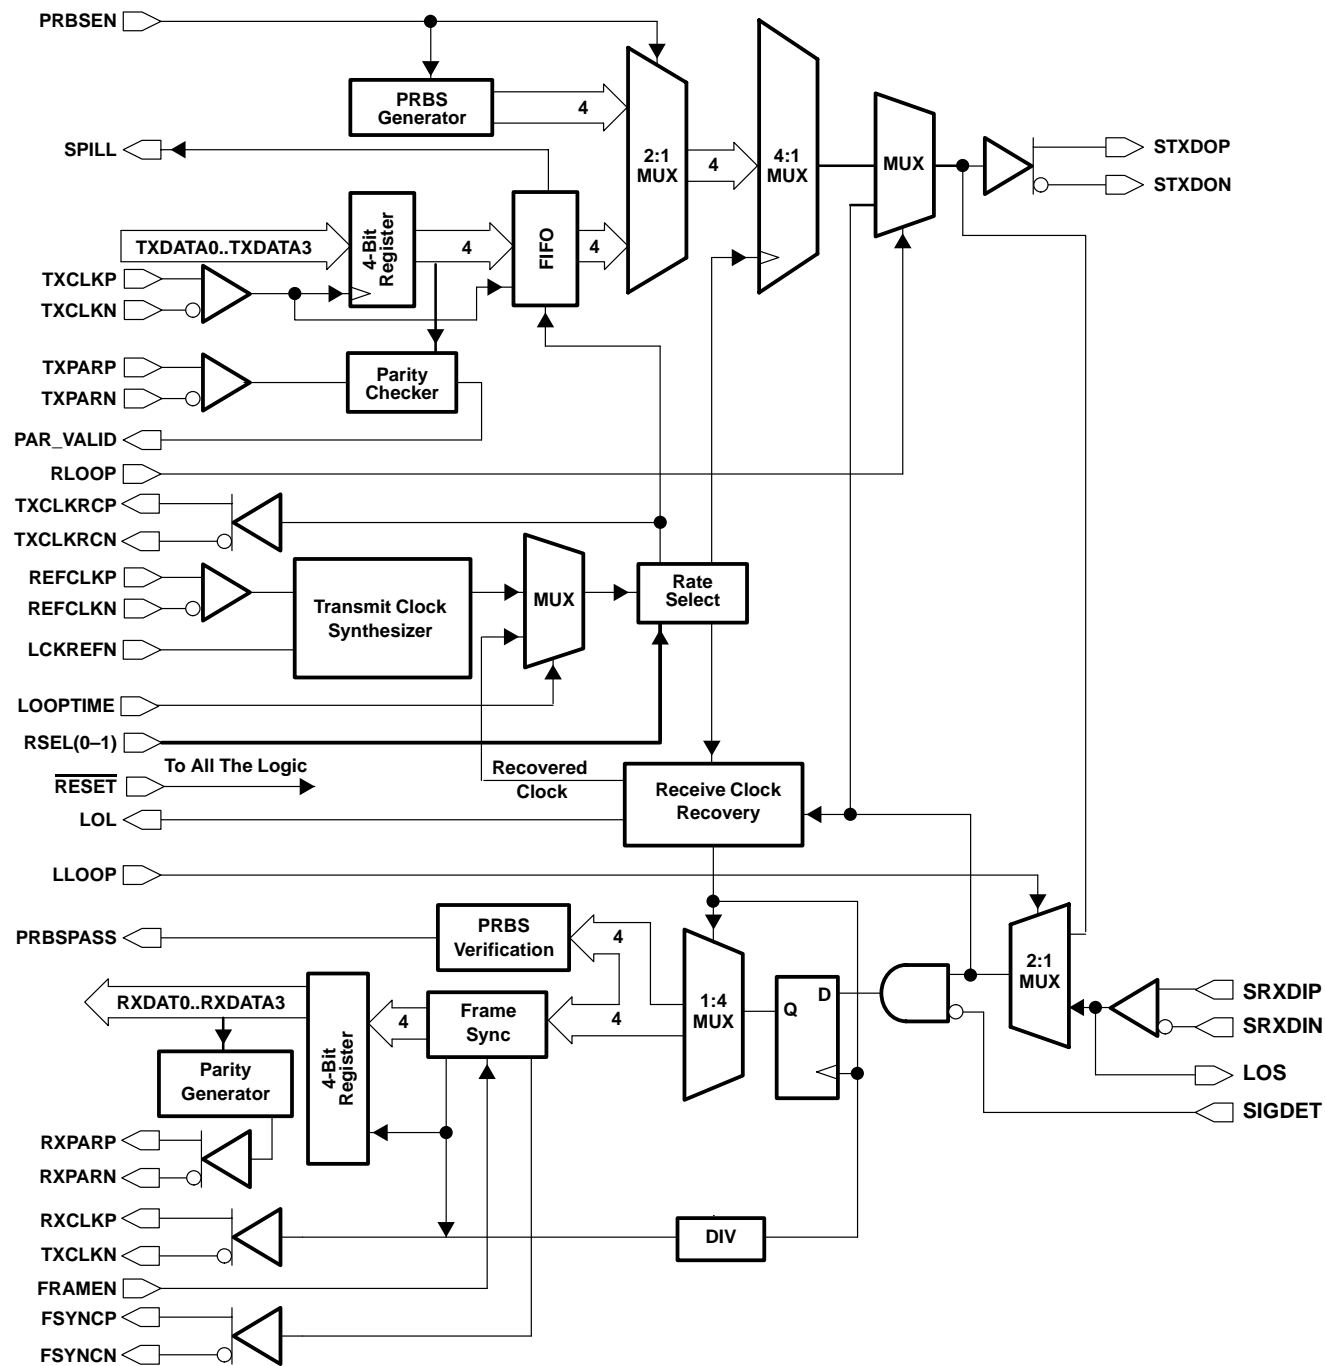 PRBSEN
PRBS
Generator
4
SPILL
2:1
MUX
4
4:1
MUX
MUX
STXDOP
STXDON
TXDATA0..TXDATA3
4-Bit
Register
4
FIFO
4
TXCLKP
TXCLKN
TXPARP
TXPARN
Parity
Checker
PAR_VALID
RLOOP
TXCLKRCP
TXCLKRCN
REFCLKP
REFCLKN
LCKREFN
Transmit Clock
Synthesizer
MUX
Rate
Select
LOOPTIME
RSEL(0–1)
RESET
To All The Logic
Recovered
Clock
Receive Clock
Recovery
LOL
LLOOP
PRBSPASS
PRBS
Verification
4
1:4
MUX
Q
D
2:1
MUX
SRXDIP
SRXDIN
LOS
SIGDET
RXDAT0..RXDATA3
4-Bit
Register
4
Frame
Sync
4
Parity
Generator
RXPARP
RXPARN
RXCLKP
TXCLKN
DIV
FRAMEN
FSYNCP
FSYNCN